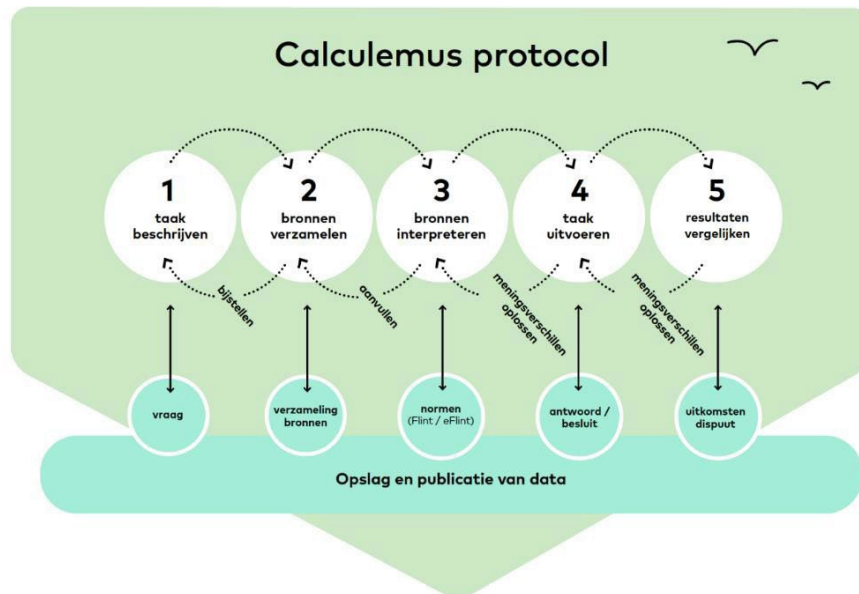 Calculemus protocol
1
taak
beschrijven
2
bronnen
verzamelen
3
bronnen
interpreteren
4
taak
uitvoeren
5
resultaten
vergelijken
bijstellen
aanvullen
meningsverschillen
oplossen
meningsverschillen
oplossen
vraag
verzameling
bronnen
normen
(Flint / eFlint)
antwoord /
besluit
uitkomsten
dispuut
Opslag en publicatie van data